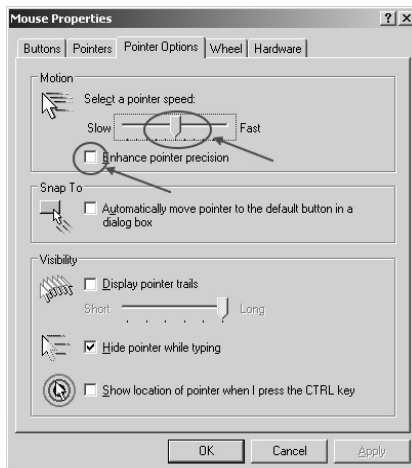 Mouse Properties ? X
Buttons Pointers Pointer Options Wheel Hardware
Motion
Select a pointer speed:
Slow Fast
Enhance pointer precision
Snap To
Automatically move pointer to the default button in a
dialog box
Visibility
Display pointer trails
Short Long
Hide pointer while typing
Show location of pointer when I press the CTRL key
OK Cancel Apply